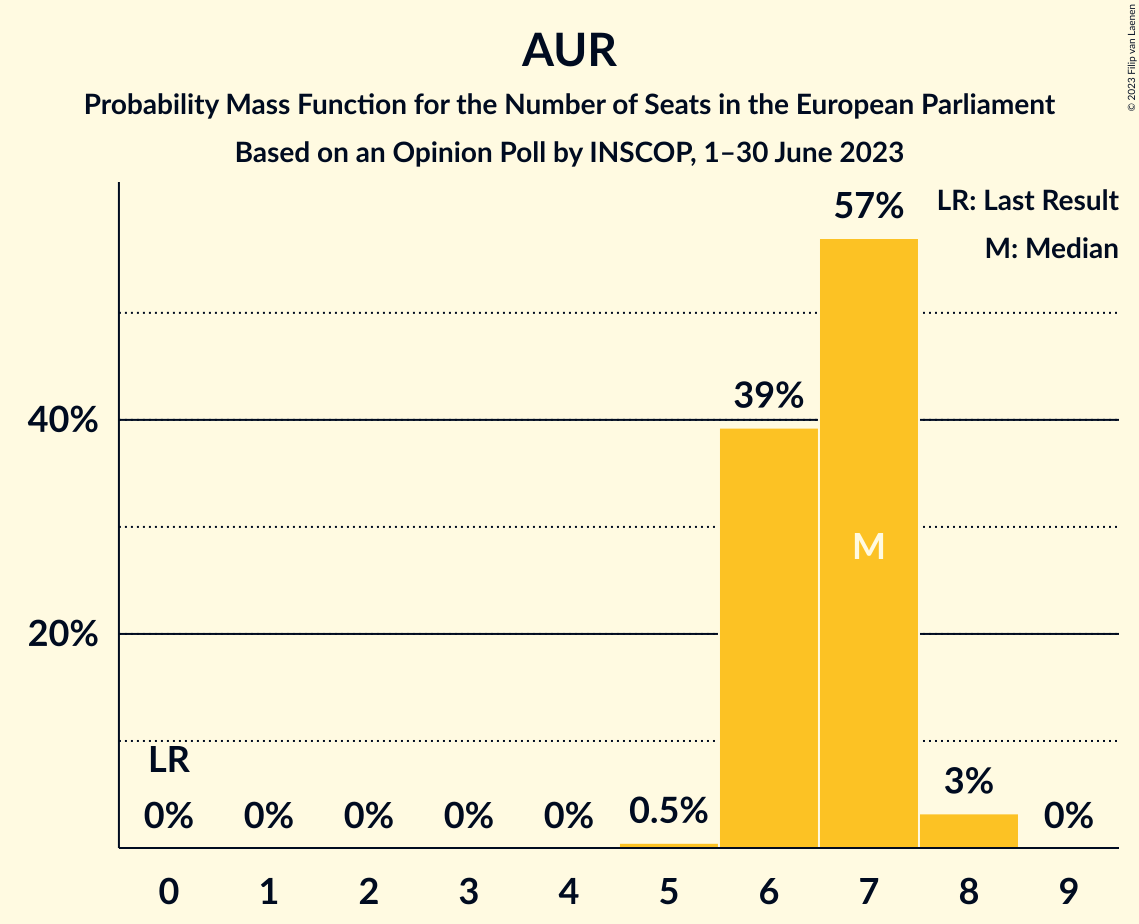 AUR
Probability Mass Function for the Number of Seats in the European Parliament
Based on an Opinion Poll by INSCOP, 1–30 June 2023
© 2023 Filip van Laenen
LR: Last Result
M: Median
57%
39%
40%
M
20%
LR
0% 0% 0% 0% 0% 0.5% 3% 0%
0 1 2 3 4 5 6 7 8 9